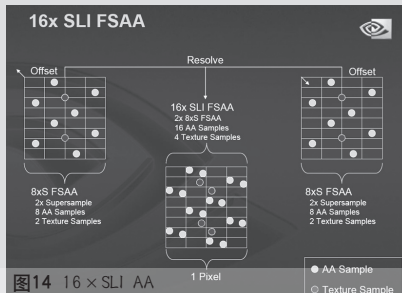 16x SLI FSAA
Resolve
Offset
Offset
16x SLI FSAA
2x 8xS FSAA
16 AA Samples
4 Texture Samples
8xS FSAA
2x Supersample
8 AA Samples
2 Texture Samples
8xS FSAA
2x Supersample
8 AA Samples
2 Texture Samples
1 Pixel
AA Sample
Texture Sample
图14 16×SLI AA